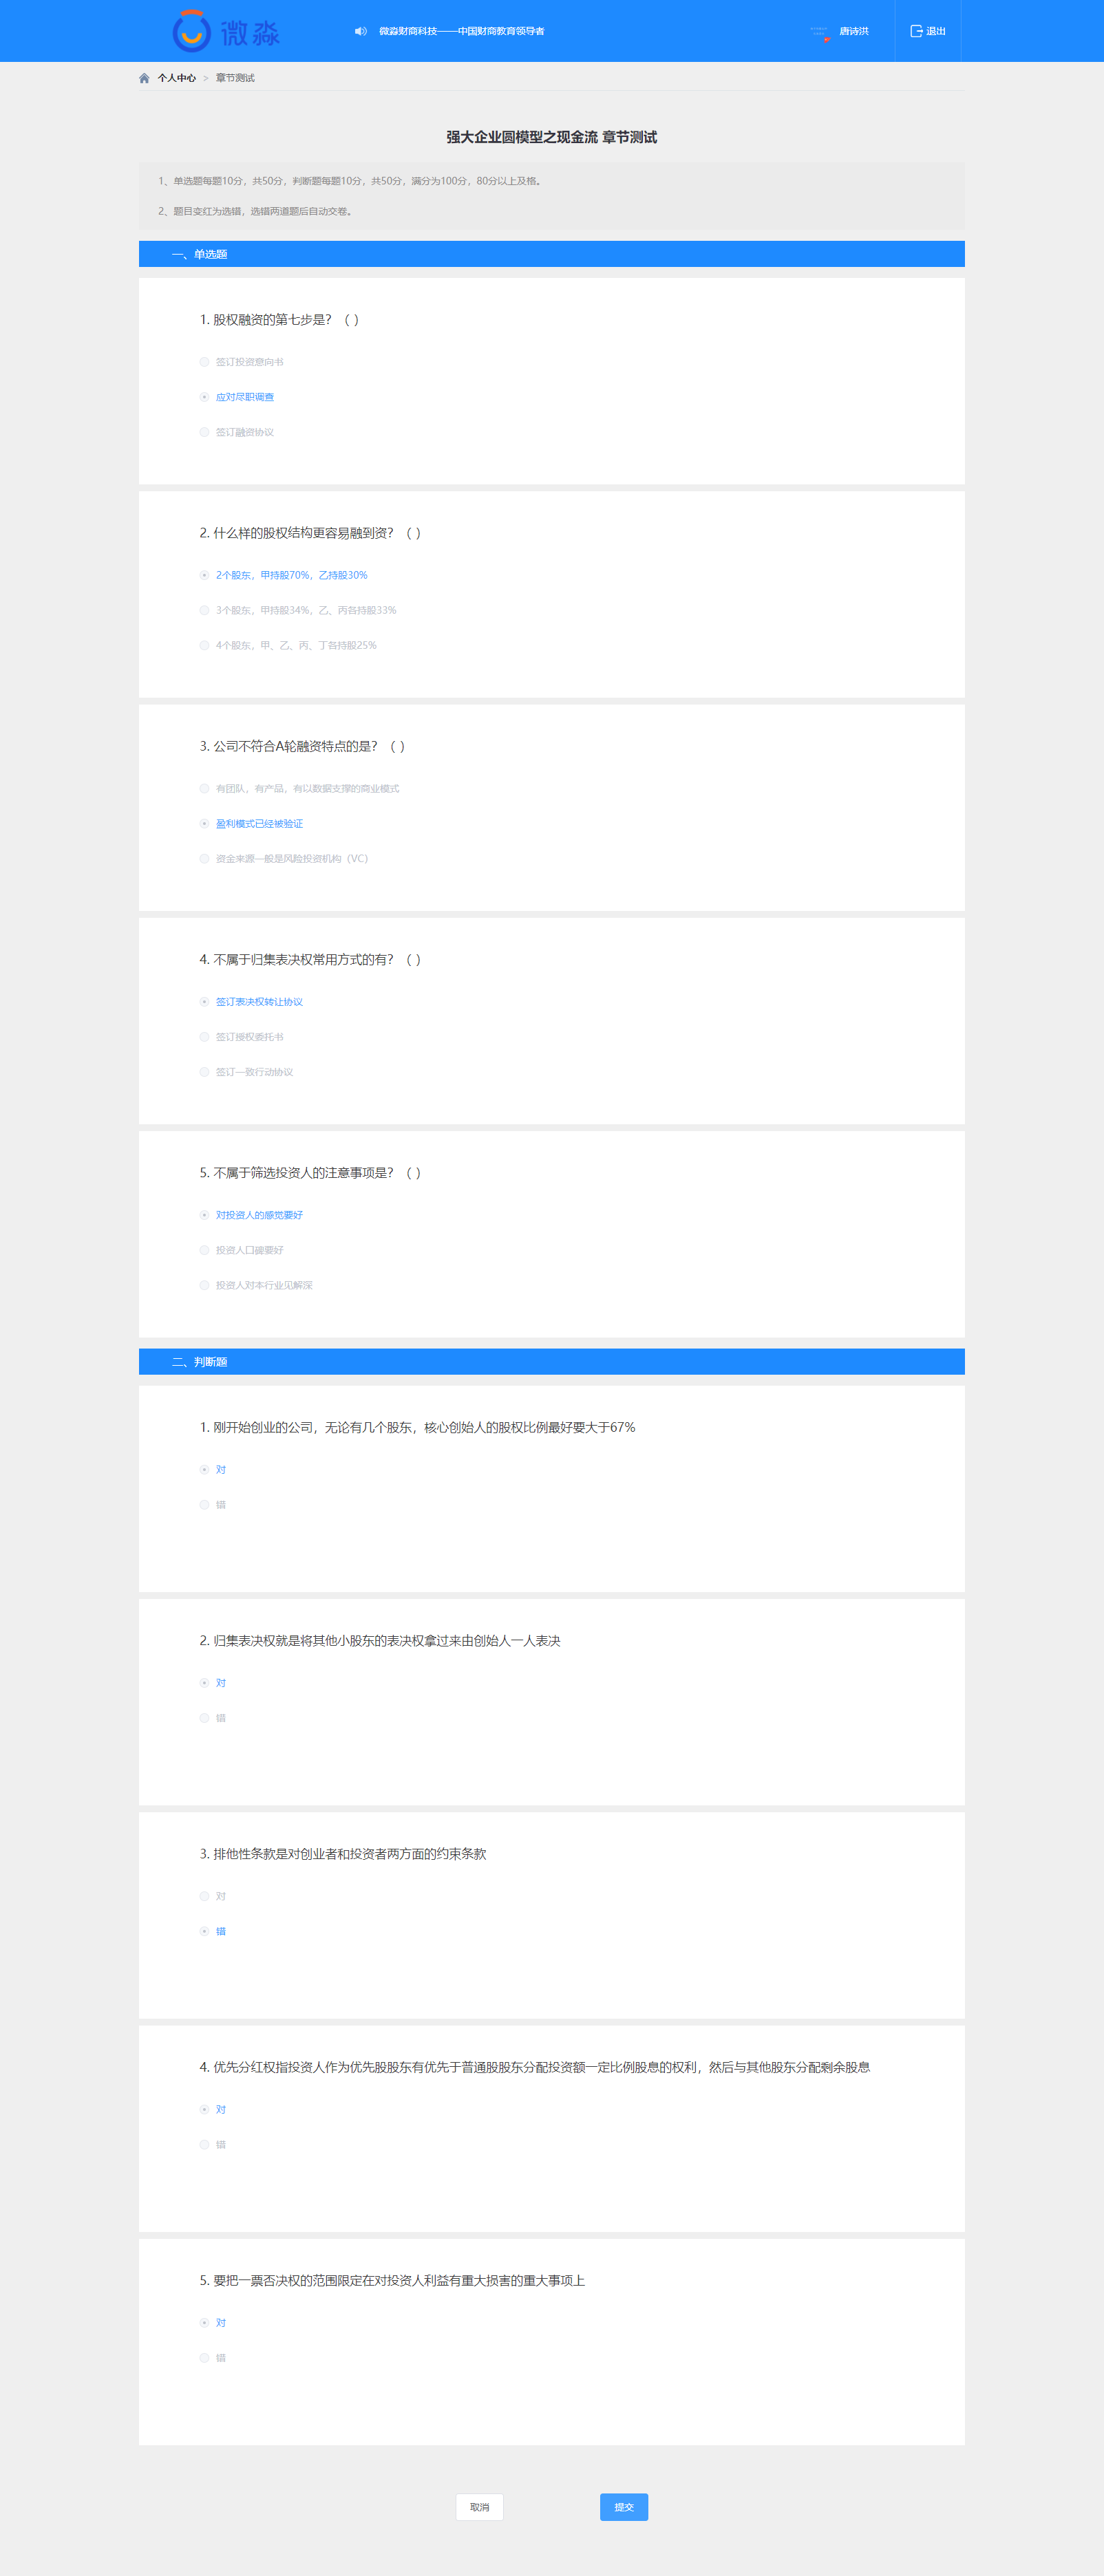 微淼
微淼财商科技——中国财商教育领导者
唐诗洪
退出
个人中心 > 章节测试
强大企业圆模型之现金流 章节测试
1、单选题每题10分，共50分，判断题每题10分，共50分，满分为100分，80分以上及格。
2、题目变红为选错，选错两道题后自动交卷。
一、单选题
1. 股权融资的第七步是？（ ）
签订投资意向书
应对尽职调查
签订融资协议
2. 什么样的股权结构更容易融到资？（ ）
2个股东，甲持股70%，乙持股30%
3个股东，甲持股34%，乙、丙各持股33%
4个股东，甲、乙、丙、丁各持股25%
3. 公司不符合A轮融资特点的是？（ ）
有团队，有产品，有以数据支撑的商业模式
盈利模式已经被验证
资金来源一般是风险投资机构（VC）
4. 不属于归集表决权常用方式的有？（ ）
签订表决权转让协议
签订授权委托书
签订一致行动协议
5. 不属于筛选投资人的注意事项是？（ ）
对投资人的感觉要好
投资人口碑要好
投资人对本行业见解深
二、判断题
1. 刚开始创业的公司，无论有几个股东，核心创始人的股权比例最好要大于67%
对
错
2. 归集表决权就是将其他小股东的表决权拿过来由创始人一人表决
对
错
3. 排他性条款是对创业者和投资者两方面的约束条款
对
错
4. 优先分红权指投资人作为优先股股东有优先于普通股股东分配投资额一定比例股息的权利，然后与其他股东分配剩余股息
对
错
5. 要把一票否决权的范围限定在对投资人利益有重大损害的重大事项上
对
错
取消
提交